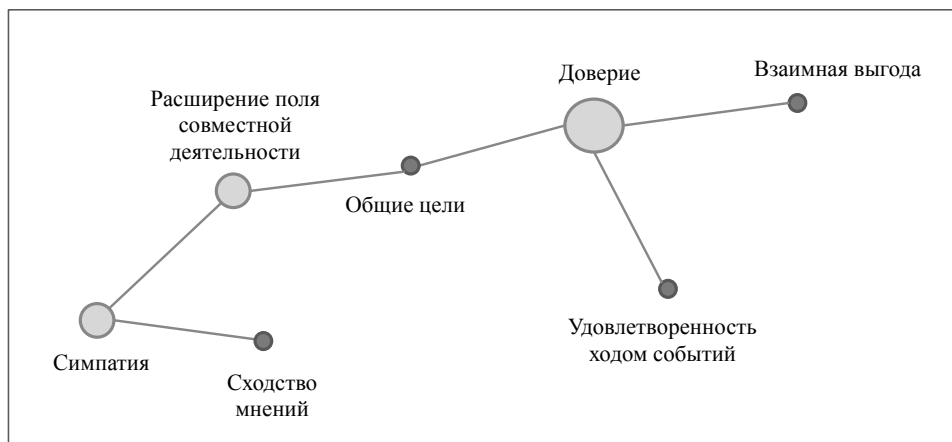 Доверие
Взаимная выгода
Расширение поля
совместной
деятельности
Общие цели
Удовлетворенность
ходом событий
Симпатия
Сходство
мнений